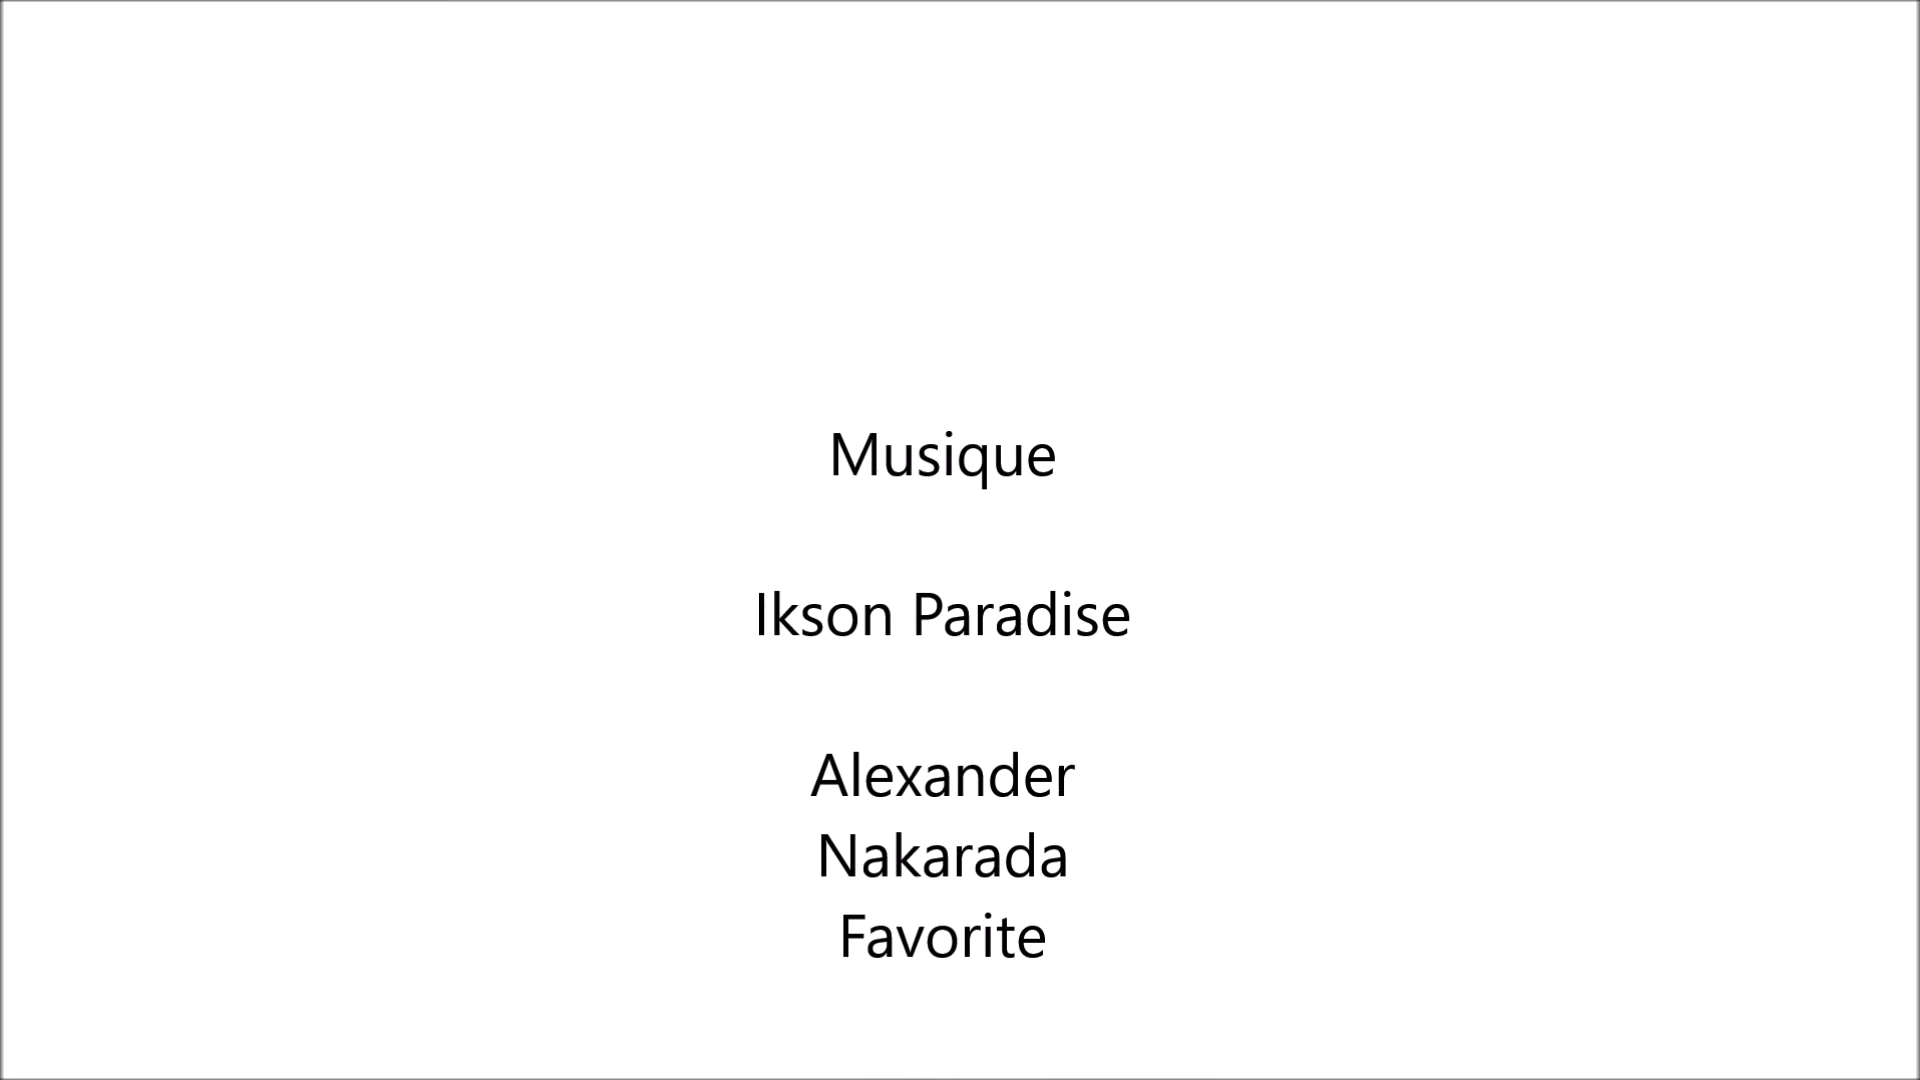 Musique
Ikson Paradise
Alexander
Nakarada
Favorite